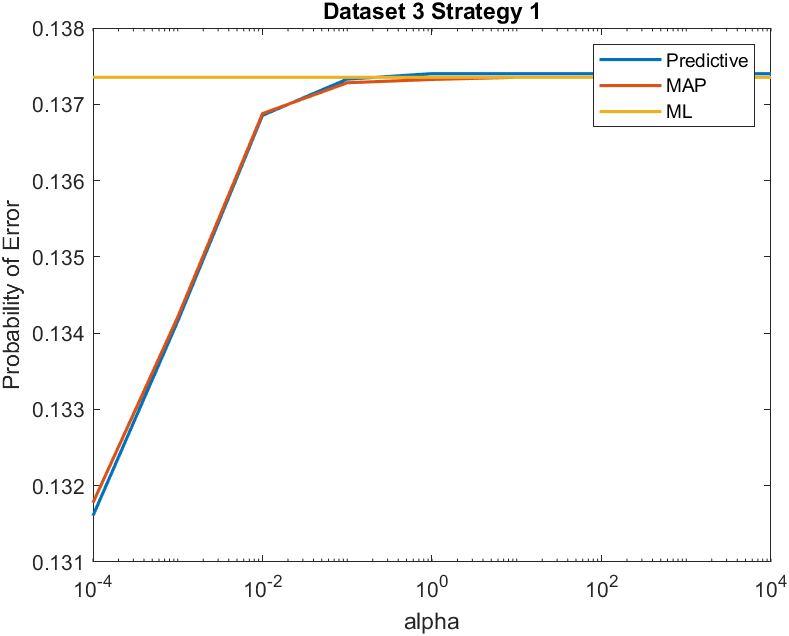 Dataset 3 Strategy 1
Probability of Error
0.138
0.137
0.136
0.135
0.134
0.133
0.132
0.131
Predictive
MAP
ML
10^-4
10^-2
10^0
10^2
10^4
alpha